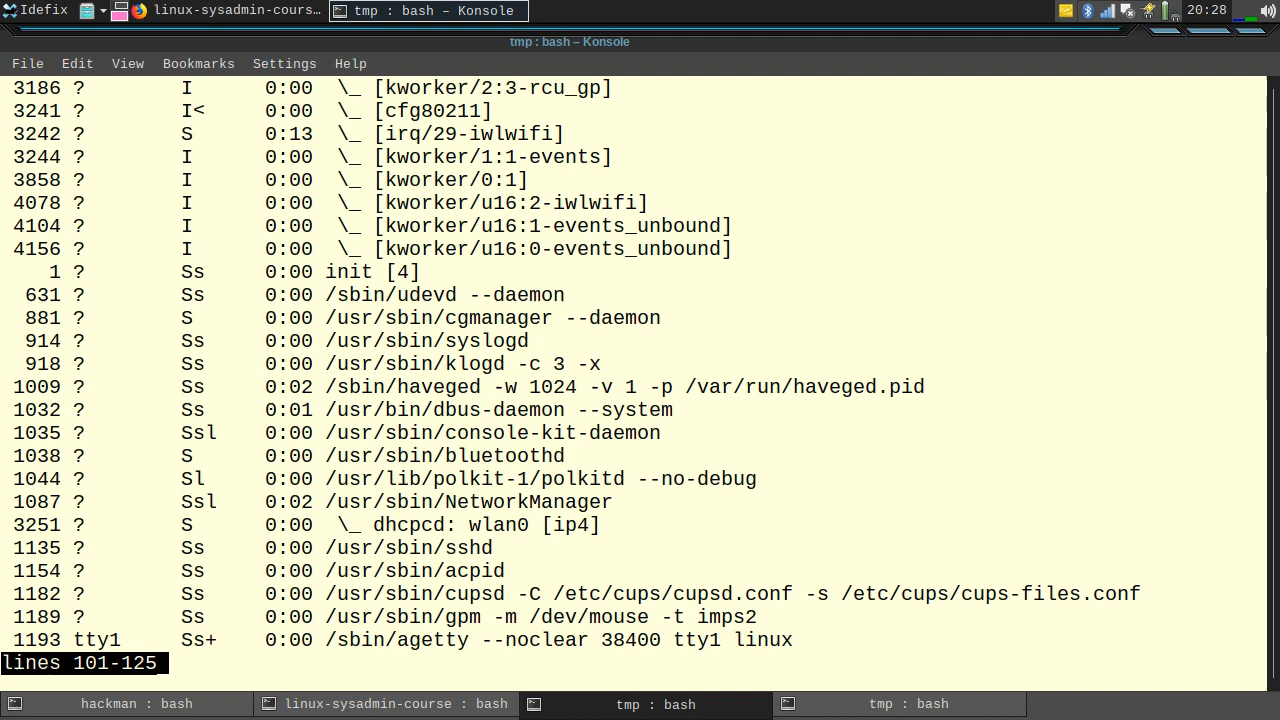 Idefix linux-sysadmin-cours… tmp : bash – Konsole 20:28
tmp : bash – Konsole
File Edit View Bookmarks Settings Help
3186 ? I 0:00 \_ [kworker/2:3-rcu_gp]
3241 ? I< 0:00 \_ [cfg80211]
3242 ? S 0:13 \_ [irq/29-iwlwifi]
3244 ? I 0:00 \_ [kworker/1:1-events]
3858 ? I 0:00 \_ [kworker/0:1]
4078 ? I 0:00 \_ [kworker/u16:2-iwlwifi]
4104 ? I 0:00 \_ [kworker/u16:1-events_unbound]
4156 ? I 0:00 \_ [kworker/u16:0-events_unbound]
1 ? Ss 0:00 init [4]
631 ? Ss 0:00 /sbin/udevd --daemon
881 ? S 0:00 /usr/sbin/cgmanager --daemon
914 ? Ss 0:00 /usr/sbin/syslogd
918 ? Ss 0:00 /usr/sbin/klogd -c 3 -x
1009 ? Ss 0:02 /sbin/haveged -w 1024 -v 1 -p /var/run/haveged.pid
1032 ? Ss 0:01 /usr/bin/dbus-daemon --system
1035 ? Ssl 0:00 /usr/sbin/console-kit-daemon
1038 ? S 0:00 /usr/sbin/bluetoothd
1044 ? Sl 0:00 /usr/lib/polkit-1/polkitd --no-debug
1087 ? Ssl 0:02 /usr/sbin/NetworkManager
3251 ? S 0:00 \_ dhcpcd: wlan0 [ip4]
1135 ? Ss 0:00 /usr/sbin/sshd
1154 ? Ss 0:00 /usr/sbin/acpid
1182 ? Ss 0:00 /usr/sbin/cupsd -C /etc/cups/cupsd.conf -s /etc/cups/cups-files.conf
1189 ? Ss 0:00 /usr/sbin/gpm -m /dev/mouse -t imps2
1193 tty1 Ss+ 0:00 /sbin/agetty --noclear 38400 tty1 linux
lines 101-125
hackman : bash linux-sysadmin-course : bash tmp : bash tmp : bash